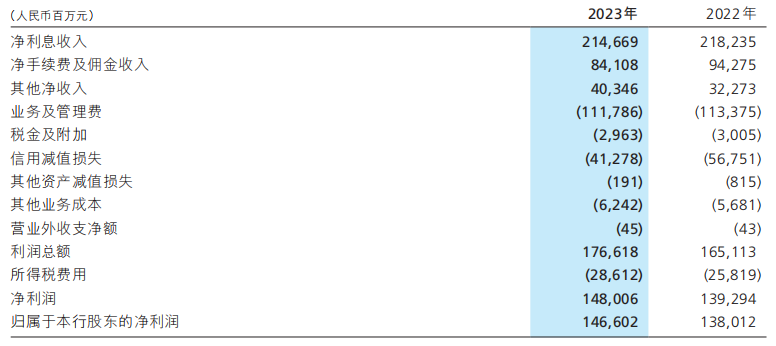 （人民币百万元） 2023年 2022年
净利息收入 214,669 218,235
净手续费及佣金收入 84,108 94,275
其他净收入 40,346 32,273
业务及管理费 (111,786) (113,375)
税金及附加 (2,963) (3,005)
信用减值损失 (41,278) (56,751)
其他资产减值损失 (191) (815)
其他业务成本 (6,242) (5,681)
营业外收支净额 (45) (43)
利润总额 176,618 165,113
所得税费用 (28,612) (25,819)
净利润 148,006 139,294
归属于本行股东的净利润 146,602 138,012